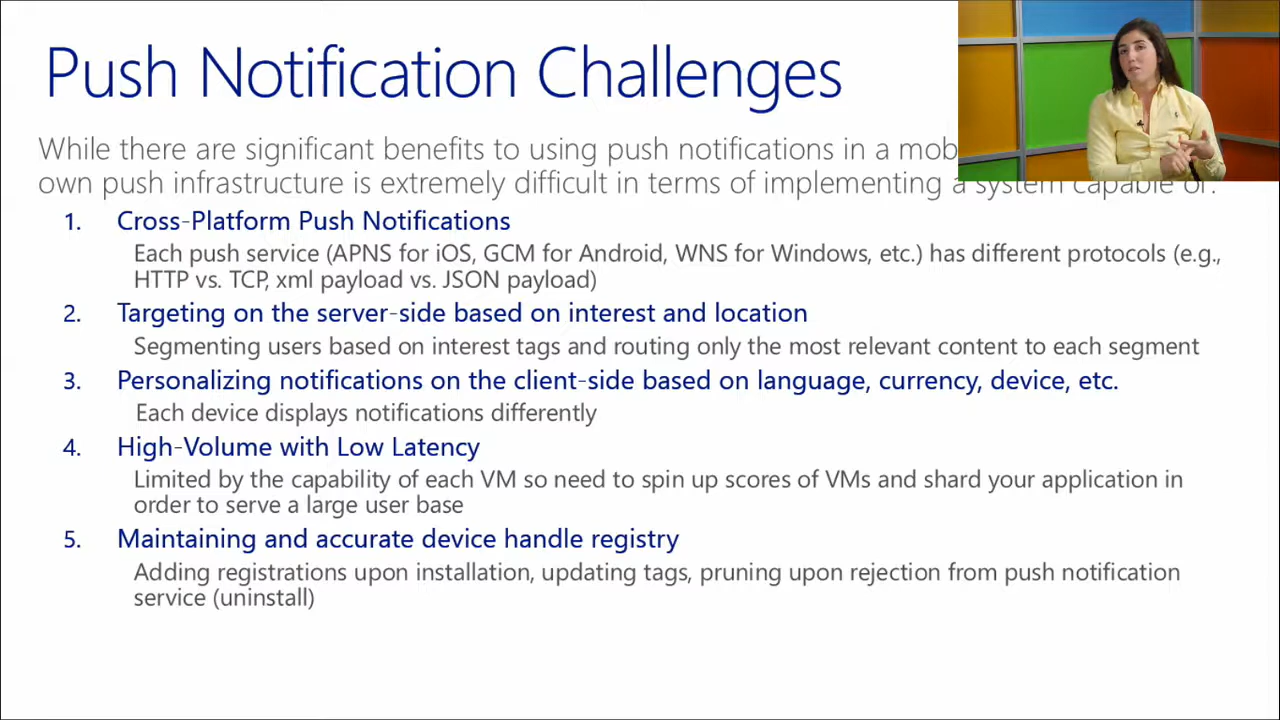 Push Notification Challenges
While there are significant benefits to using push notifications in a
own push infrastructure is extremely difficult in terms of implementing a system capable of:
1. Cross-Platform Push Notifications
Each push service (APNS for iOS, GCM for Android, WNS for Windows, etc.) has different protocols (e.g.,
HTTP vs. TCP, xml payload vs. JSON payload)
2. Targeting on the server-side based on interest and location
Segmenting users based on interest tags and routing only the most relevant content to each segment
3. Personalizing notifications on the client-side based on language, currency, device, etc.
Each device displays notifications differently
4. High-Volume with Low Latency
Limited by the capability of each VM so need to spin up scores of VMs and shard your application in
order to serve a large user base
5. Maintaining and accurate device handle registry
Adding registrations upon installation, updating tags, pruning upon rejection from push notification
service (uninstall)